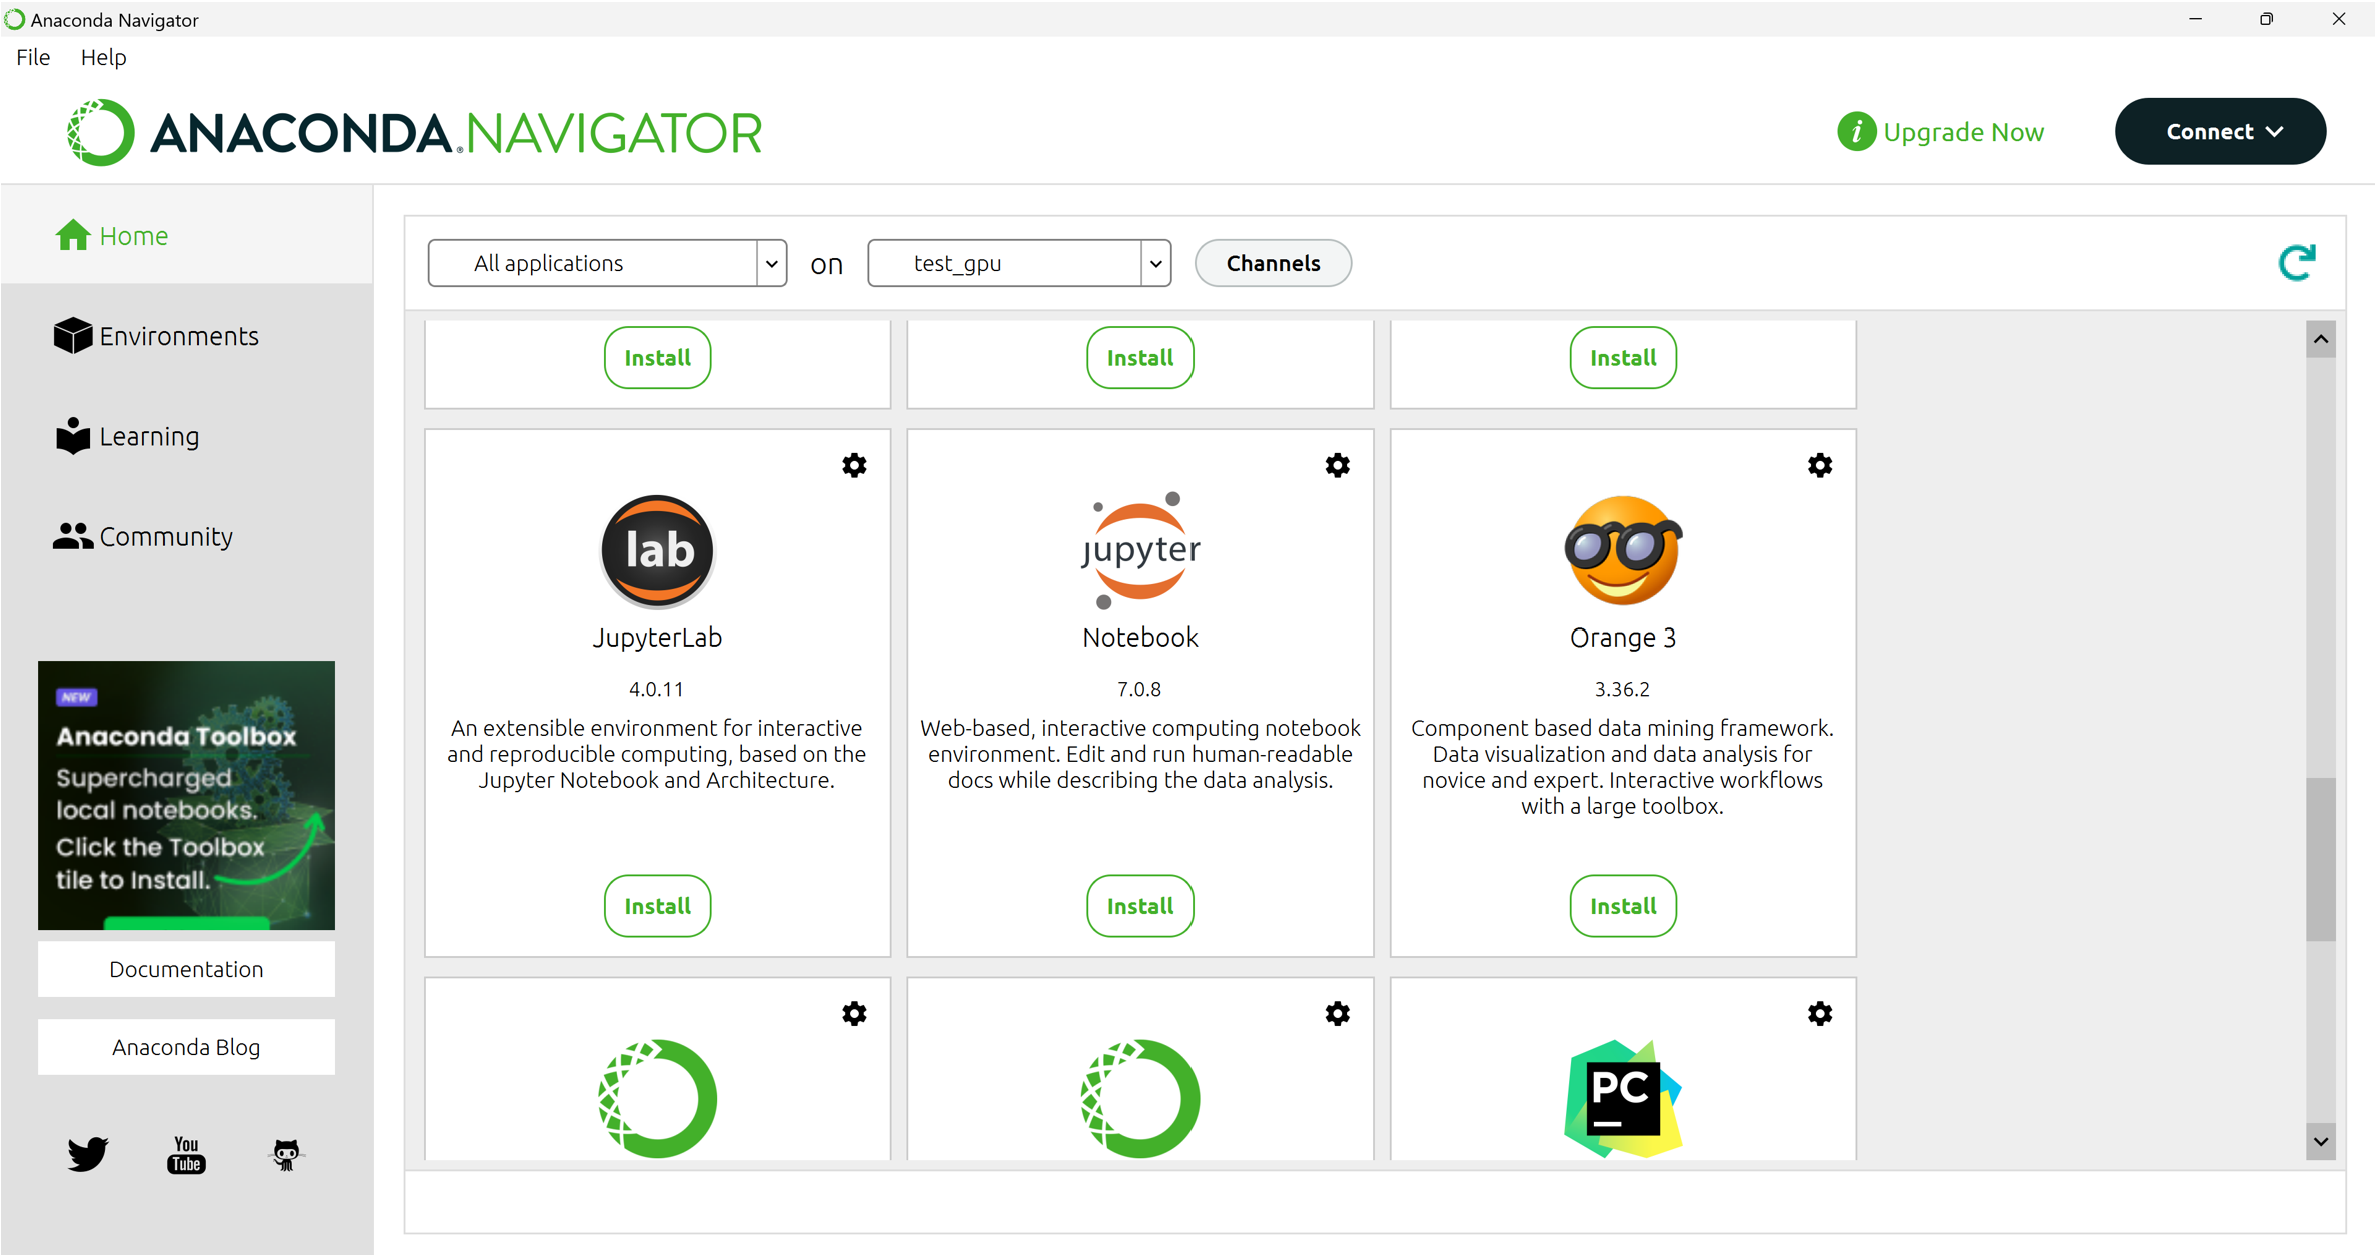 Anaconda Navigator
File Help
ANACONDA.NAVIGATOR
i Upgrade Now
Connect
Home
Environments
Learning
Community
NEW
Anaconda Toolbox
Supercharged
local notebooks.
Click the Toolbox
tile to Install.
Documentation
Anaconda Blog
You
Tube
All applications on test_gpu Channels
Install Install Install
lab
JupyterLab
4.0.11
An extensible environment for interactive
and reproducible computing, based on the
Jupyter Notebook and Architecture.
Install
jupyter
Notebook
7.0.8
Web-based, interactive computing notebook
environment. Edit and run human-readable
docs while describing the data analysis.
Install
Orange 3
3.36.2
Component based data mining framework.
Data visualization and data analysis for
novice and expert. Interactive workflows
with a large toolbox.
Install
PC